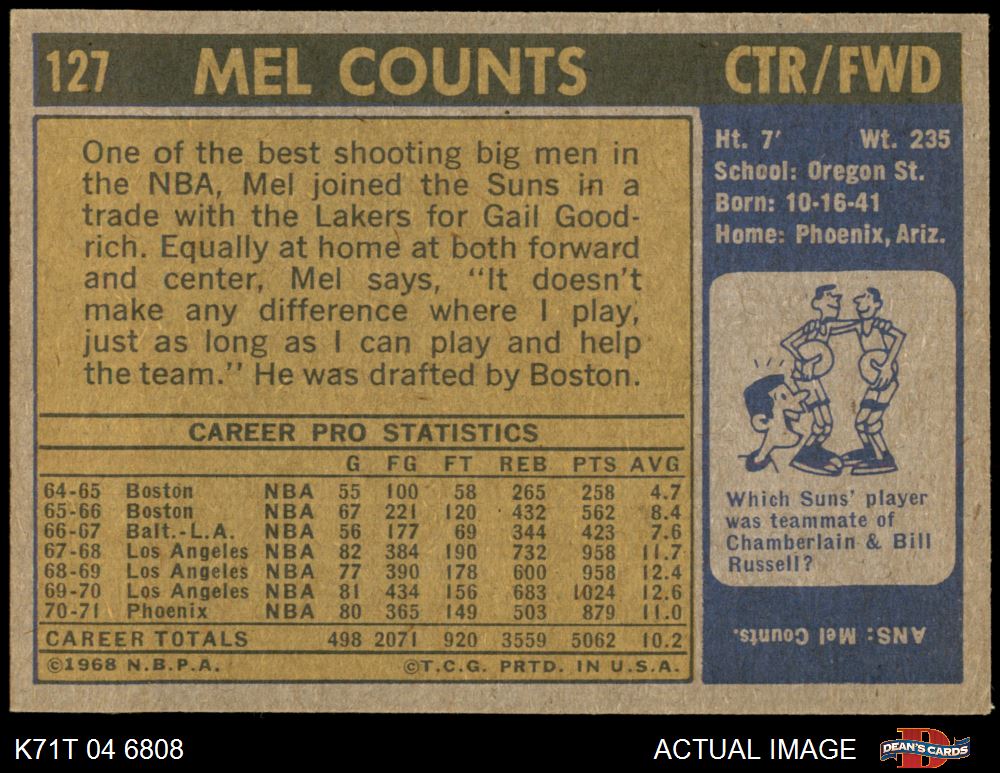 127 MEL COUNTS CTR/FWD
One of the best shooting big men in
the NBA, Mel joined the Suns in a
trade with the Lakers for Gail Good-
rich. Equally at home at both forward
and center, Mel says, "It doesn't
make any difference where I play,
just as long as I can play and help
the team." He was drafted by Boston.
CAREER PRO STATISTICS
G FG FT REB PTS AVG
64-65 Boston NBA 55 100 58 265 258 4.7
65-66 Boston NBA 67 221 120 432 562 8.4
66-67 Balt.-L.A. NBA 56 177 69 344 423 7.6
67-68 Los Angeles NBA 82 384 190 732 958 11.7
68-69 Los Angeles NBA 77 390 178 600 958 12.4
69-70 Los Angeles NBA 81 434 156 683 1024 12.6
70-71 Phoenix NBA 80 365 149 503 879 11.0
CAREER TOTALS 498 2071 920 3559 5062 10.2
©1968 N.B.P.A. ©T.C.G. PRTD. IN U.S.A.
Ht. 7' Wt. 235
School: Oregon St.
Born: 10-16-41
Home: Phoenix, Ariz.
Which Suns' player
was teammate of
Chamberlain & Bill
Russell?
ANS: Mel Counts.
K71T 04 6808
ACTUAL IMAGE
D
DEAN'S CARDS